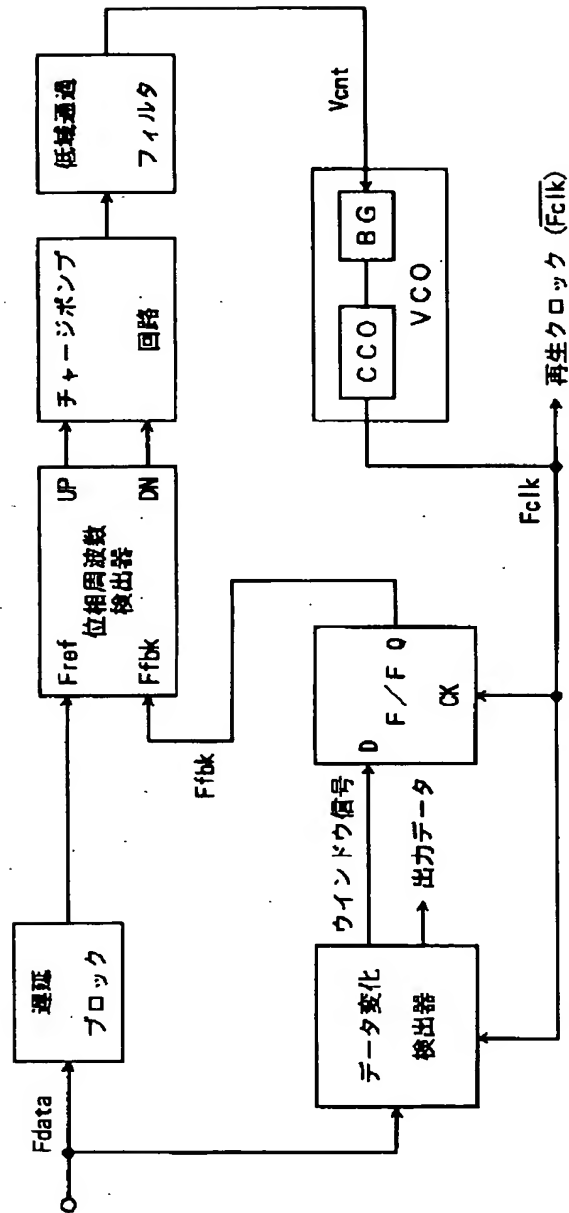 Fdata
遅延
ブロック
Fref
Ffbk
位相周波数
検出器
UP
DN
チャージポンプ
回路
低域通過
フィルタ
Vcnt
BG
CCO
VCO
Ffbk
データ変化
検出器
ウインドウ信号
出力データ
D
F/F
Q
CK
Fclk
再生クロック (F̅c̅l̅k̅)